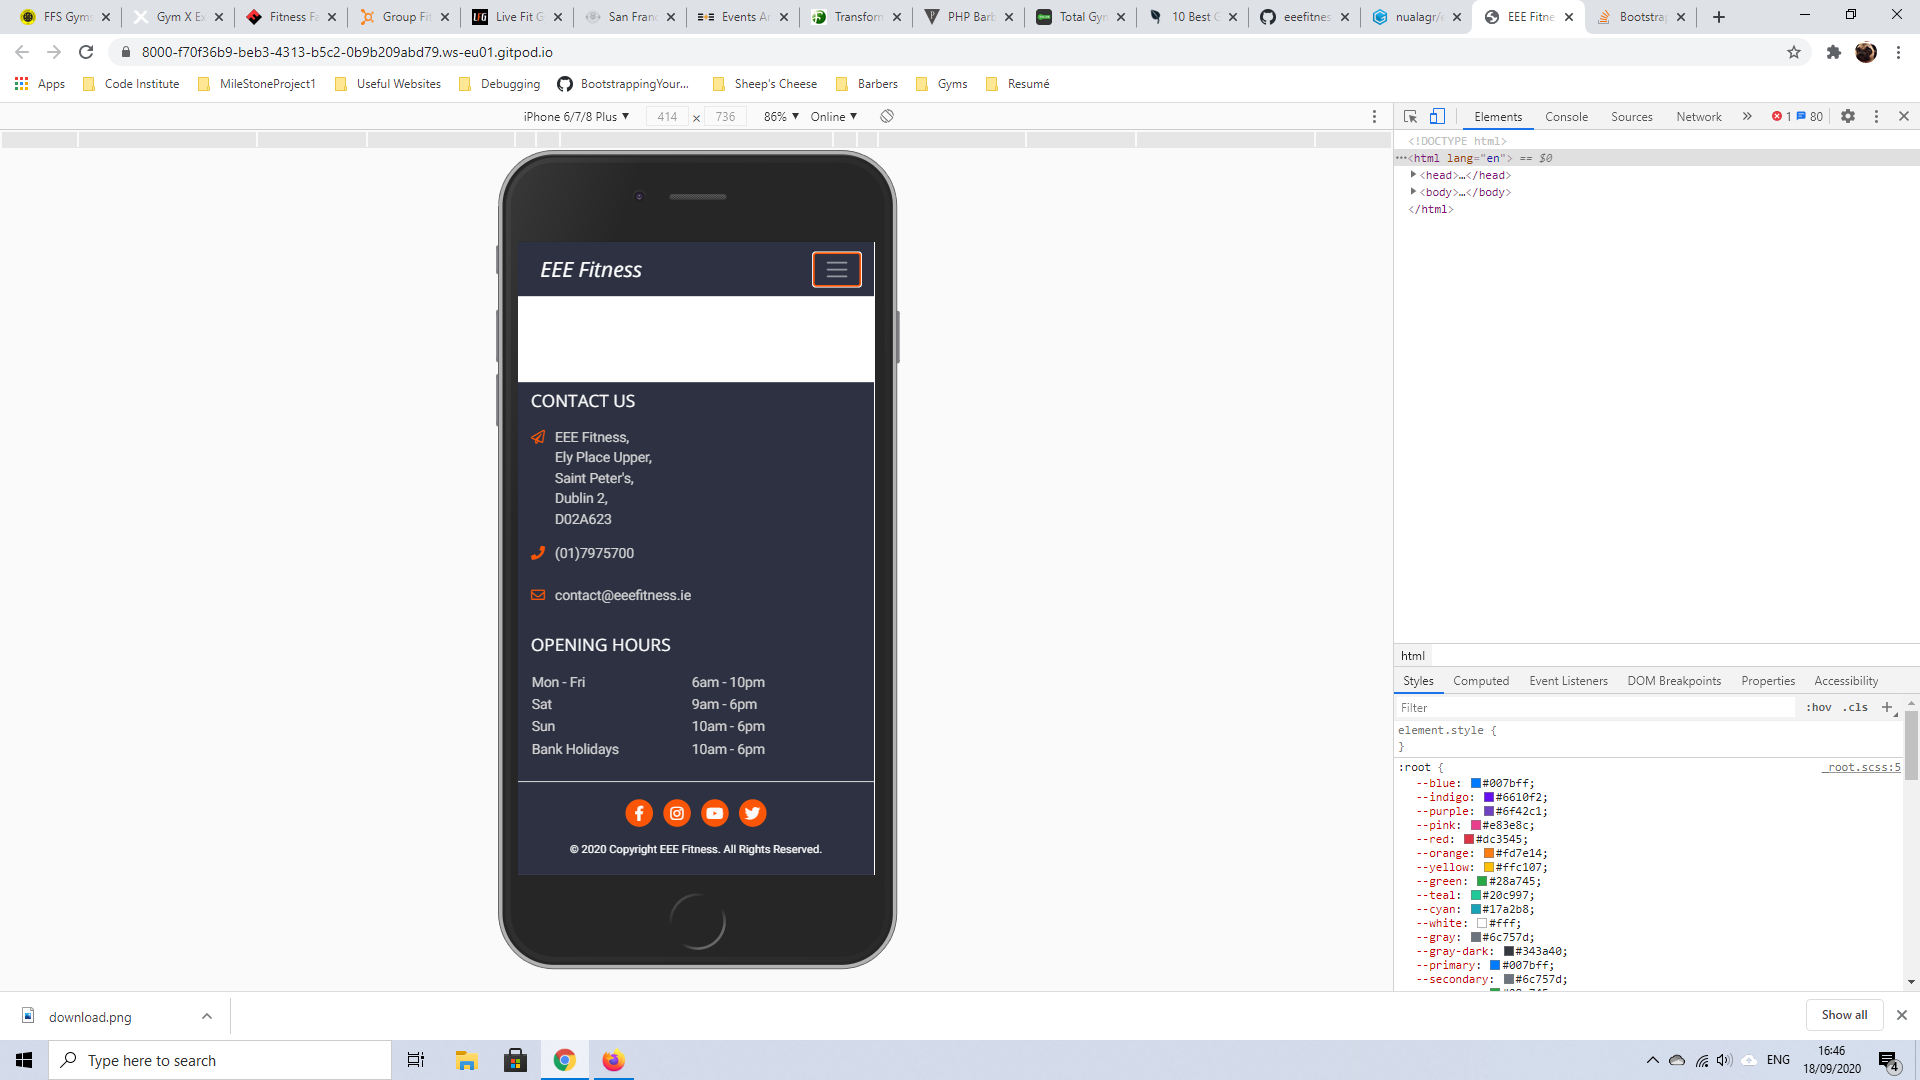 FFS Gyms
Gym X Ex
Fitness Fa
Group Fit
Live Fit G
San Franc
Events Ar
Transform
PHP Barb
Total Gym
10 Best G
eeefitnes
nualagr/e
EEE Fitne
Bootstrap
8000-f70f36b9-beb3-4313-b5c2-0b9b209abd79.ws-eu01.gitpod.io
Apps
Code Institute
MileStoneProject1
Useful Websites
Debugging
BootstrappingYour...
Sheep's Cheese
Barbers
Gyms
Resumé
iPhone 6/7/8 Plus ▼ 414 × 736 86% ▼ Online ▼
Elements Console Sources Network » 1 80
<!DOCTYPE html>
···<html lang="en"> == $0
<head>…</head>
<body>…</body>
</html>
EEE Fitness
CONTACT US
EEE Fitness,
Ely Place Upper,
Saint Peter's,
Dublin 2,
D02A623
(01)7975700
contact@eeefitness.ie
OPENING HOURS
Mon - Fri 6am - 10pm
Sat 9am - 6pm
Sun 10am - 6pm
Bank Holidays 10am - 6pm
© 2020 Copyright EEE Fitness. All Rights Reserved.
html
Styles Computed Event Listeners DOM Breakpoints Properties Accessibility
Filter :hov .cls +
element.style {
}
:root { _root.scss:5
--blue: #007bff;
--indigo: #6610f2;
--purple: #6f42c1;
--pink: #e83e8c;
--red: #dc3545;
--orange: #fd7e14;
--yellow: #ffc107;
--green: #28a745;
--teal: #20c997;
--cyan: #17a2b8;
--white: #fff;
--gray: #6c757d;
--gray-dark: #343a40;
--primary: #007bff;
--secondary: #6c757d;
download.png
Show all
Type here to search
ENG
16:46
18/09/2020
4